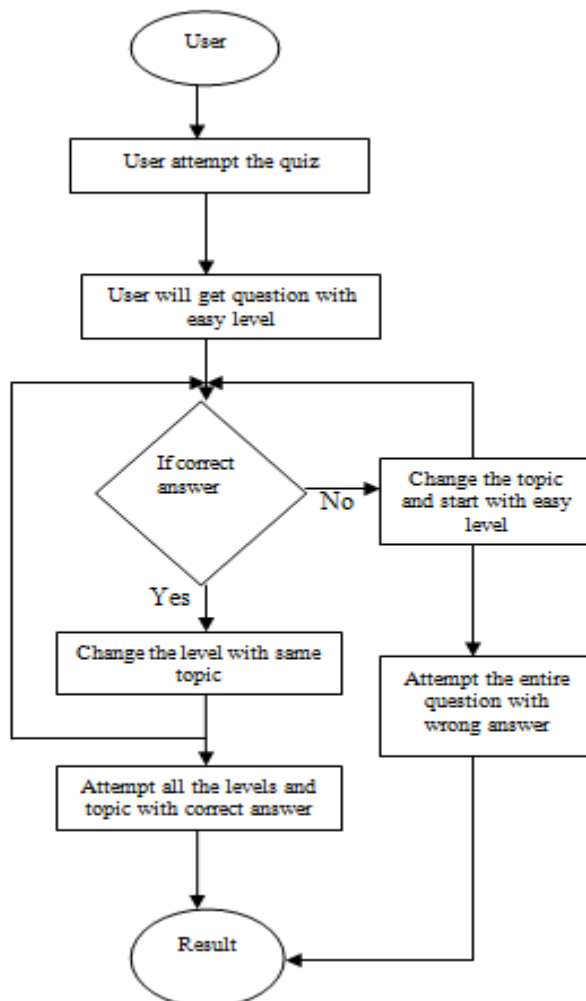 User
User attempt the quiz
User will get question with
easy level
If correct
answer
No
Change the topic
and start with easy
level
Yes
Change the level with same
topic
Attempt the entire
question with
wrong answer
Attempt all the levels and
topic with correct answer
Result